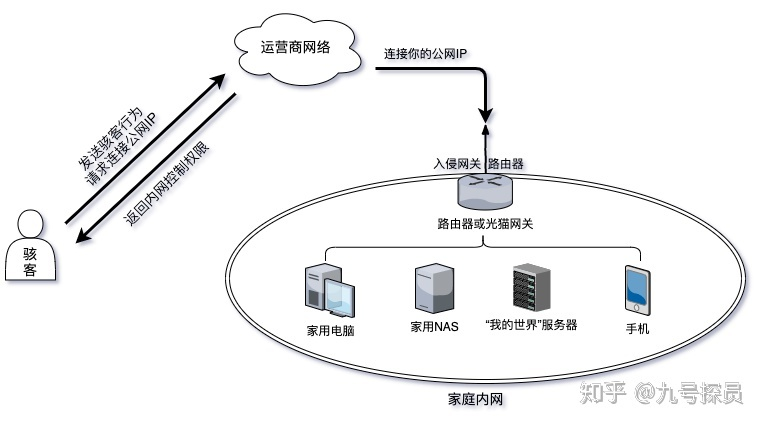 运营商网络
连接你的公网IP
发送骇客行为
请求连接公网IP
返回内网控制权限
入侵网关 路由器
骇
客
路由器或光猫网关
家用电脑
家用NAS
“我的世界”服务器
手机
家庭内网
知乎 @九号探员